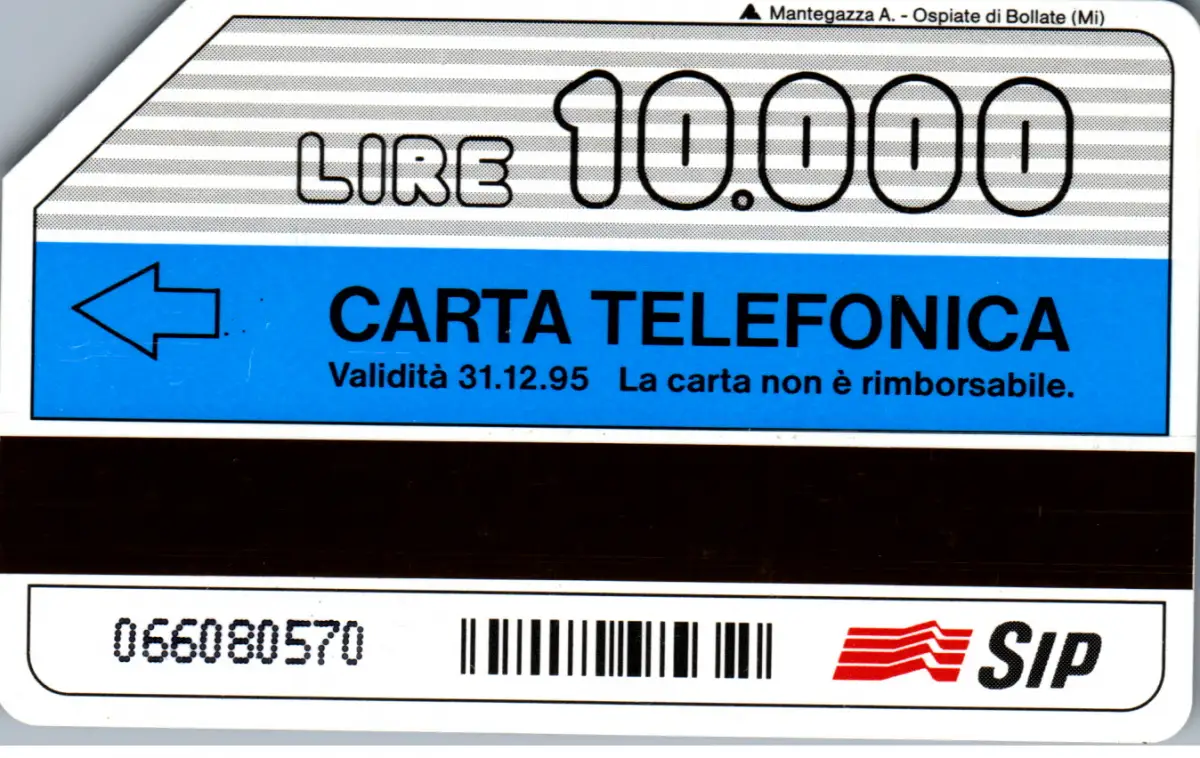 ▲ Mantegazza A. - Ospiate di Bollate (Mi)
LIRE 10.000
CARTA TELEFONICA
Validità 31.12.95 La carta non è rimborsabile.
066080570
SIP